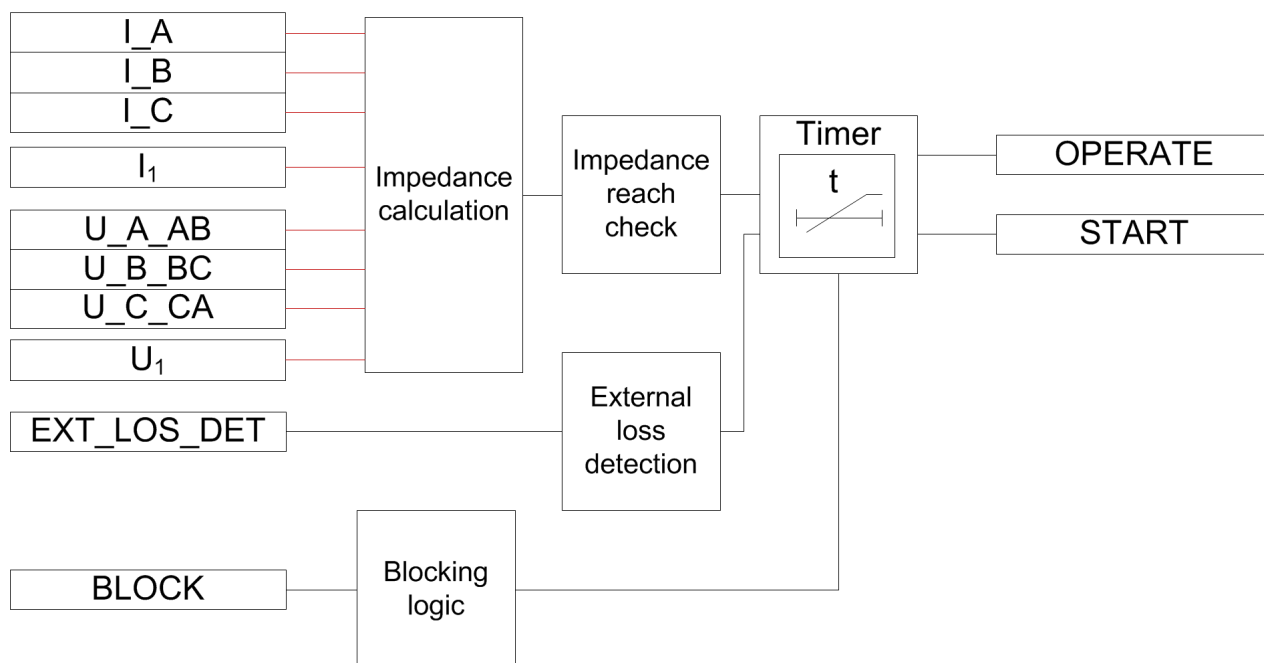 I_A
I_B
I_C
I₁
U_A_AB
U_B_BC
U_C_CA
U₁
EXT_LOS_DET
BLOCK
Impedance
calculation
Impedance
reach
check
External
loss
detection
Blocking
logic
Timer
t
OPERATE
START